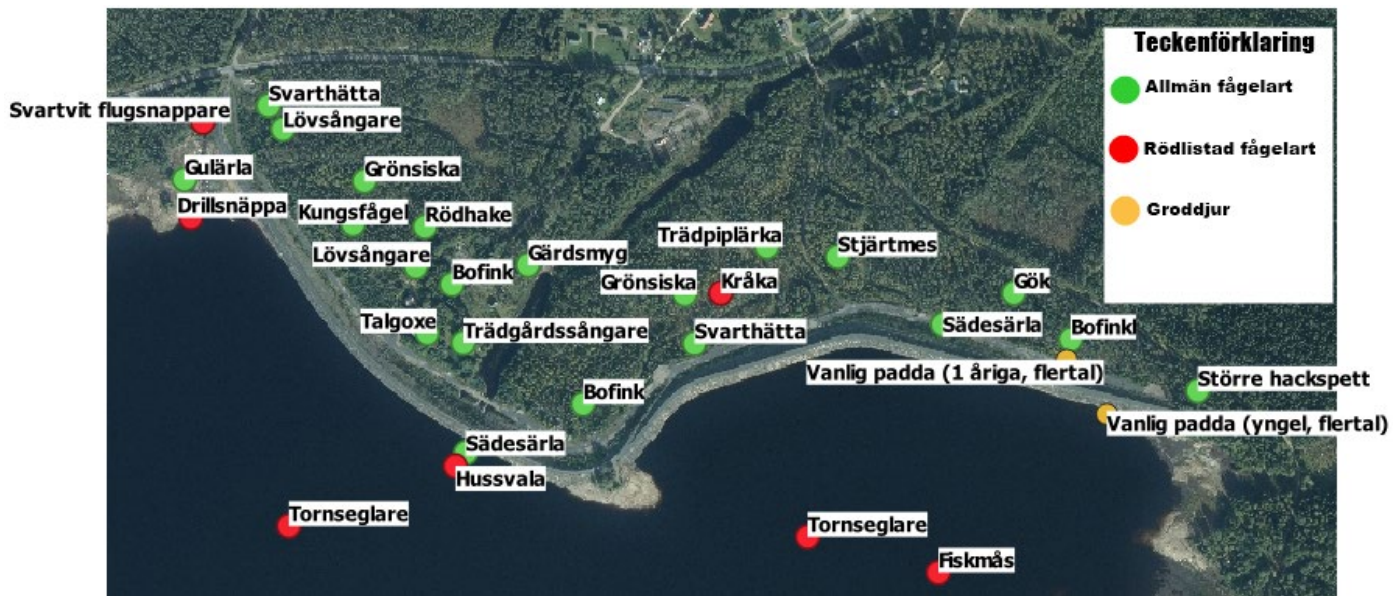 Teckenförklaring
Allmän fågelart
Rödlistad fågelart
Groddjur
Svarthätta
Svartvit flugsnappare
Lövsångare
Gulärla
Grönsiska
Drillsnäppa
Kungsfågel
Rödhake
Lövsångare
Bofink
Gärdsmyg
Trädpiplärka
Stjärtmes
Grönsiska
Kråka
Gök
Talgoxe
Trädgårdssångare
Svarthätta
Sädesärla
Bofinkl
Vanlig padda (1 åriga, flertal)
Större hackspett
Bofink
Vanlig padda (yngel, flertal)
Sädesärla
Hussvala
Tornseglare
Tornseglare
Fiskmås